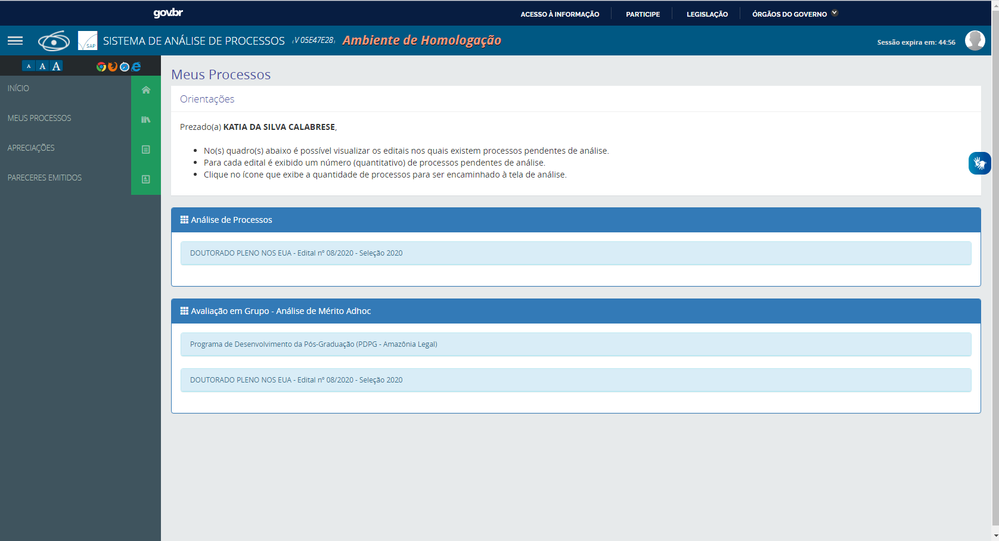 gov.br
ACESSO À INFORMAÇÃO
PARTICIPE
LEGISLAÇÃO
ÓRGÃOS DO GOVERNO
SAP
SISTEMA DE ANÁLISE DE PROCESSOS (V 05E47E28) Ambiente de Homologação
Sessão expira em: 44:56
A A A
INÍCIO
MEUS PROCESSOS
APRECIAÇÕES
PARECERES EMITIDOS
Meus Processos
Orientações
Prezado(a) KATIA DA SILVA CALABRESE,
• No(s) quadro(s) abaixo é possível visualizar os editais nos quais existem processos pendentes de análise.
• Para cada edital é exibido um número (quantitativo) de processos pendentes de análise.
• Clique no ícone que exibe a quantidade de processos para ser encaminhado à tela de análise.
Análise de Processos
DOUTORADO PLENO NOS EUA - Edital nº 08/2020 - Seleção 2020
Avaliação em Grupo - Análise de Mérito Adhoc
Programa de Desenvolvimento da Pós-Graduação (PDPG - Amazônia Legal)
DOUTORADO PLENO NOS EUA - Edital nº 08/2020 - Seleção 2020